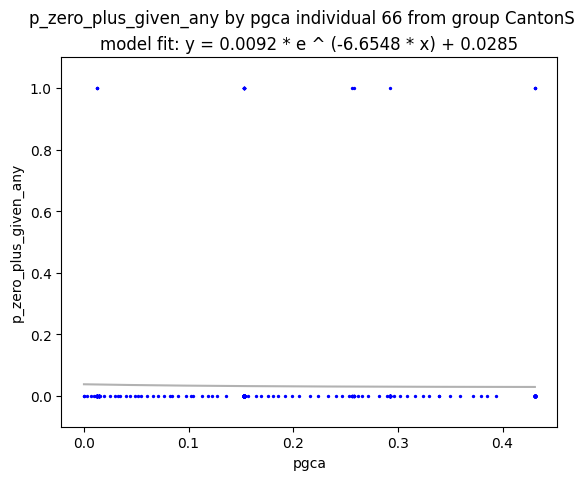 p_zero_plus_given_any by pgca individual 66 from group CantonS
model fit: y = 0.0092 * e ^ (-6.6548 * x) + 0.0285
1.0
0.8
0.6
0.4
0.2
0.0
p_zero_plus_given_any
0.0 0.1 0.2 0.3 0.4
pgca